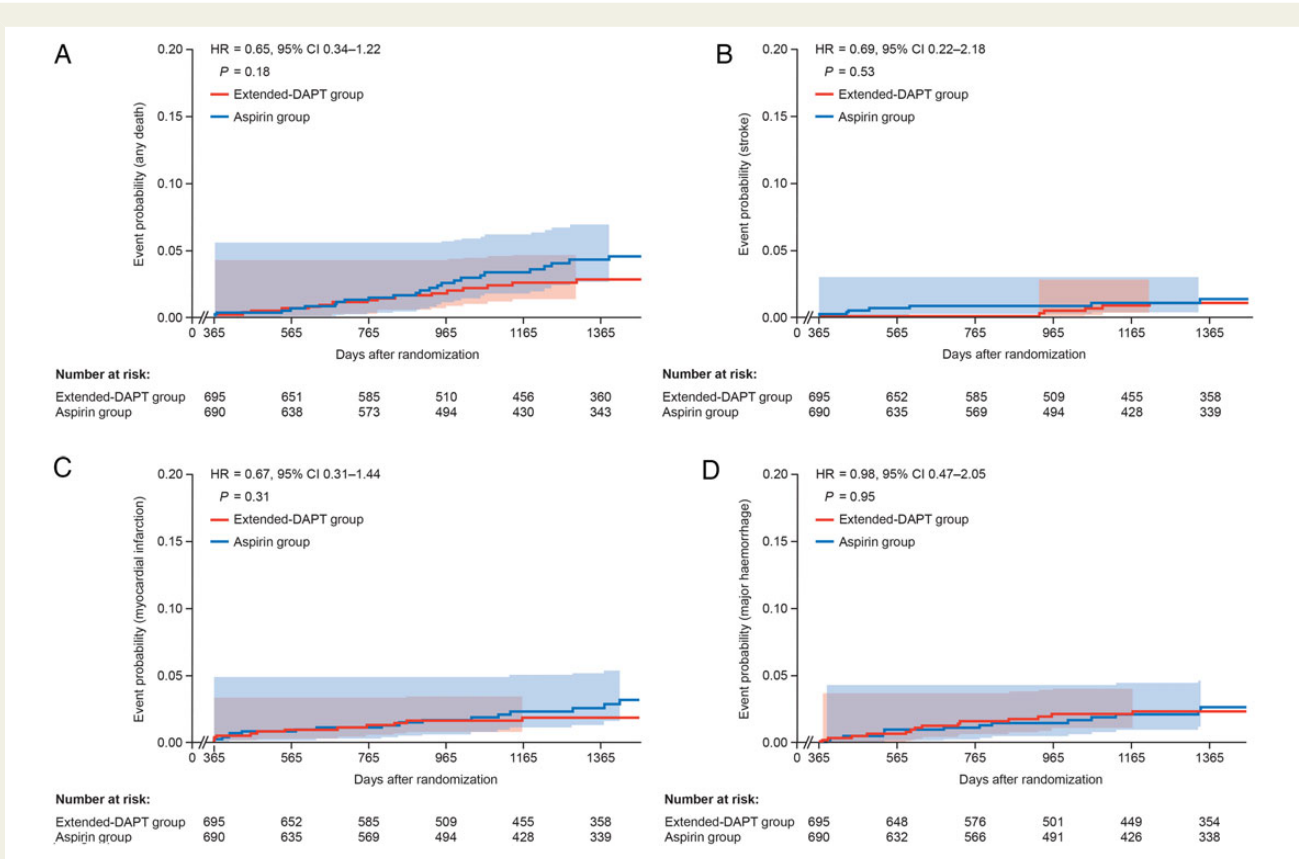 A
HR = 0.65, 95% CI 0.34–1.22
P = 0.18
Extended-DAPT group
Aspirin group
Event probability (any death)
0.20
0.15
0.10
0.05
0.00
0 365 565 765 965 1165 1365
Days after randomization
Number at risk:
Extended-DAPT group 695 651 585 510 456 360
Aspirin group 690 638 573 494 430 343
B
HR = 0.69, 95% CI 0.22–2.18
P = 0.53
Extended-DAPT group
Aspirin group
Event probability (stroke)
0.20
0.15
0.10
0.05
0.00
0 365 565 765 965 1165 1365
Days after randomization
Number at risk:
Extended-DAPT group 695 652 585 509 455 358
Aspirin group 690 635 569 494 428 339
C
HR = 0.67, 95% CI 0.31–1.44
P = 0.31
Extended-DAPT group
Aspirin group
Event probability (myocardial infarction)
0.20
0.15
0.10
0.05
0.00
0 365 565 765 965 1165 1365
Days after randomization
Number at risk:
Extended-DAPT group 695 652 585 509 455 358
Aspirin group 690 635 569 494 428 339
D
HR = 0.98, 95% CI 0.47–2.05
P = 0.95
Extended-DAPT group
Aspirin group
Event probability (major haemorrhage)
0.20
0.15
0.10
0.05
0.00
0 365 565 765 965 1165 1365
Days after randomization
Number at risk:
Extended-DAPT group 695 648 576 501 449 354
Aspirin group 690 632 566 491 426 338